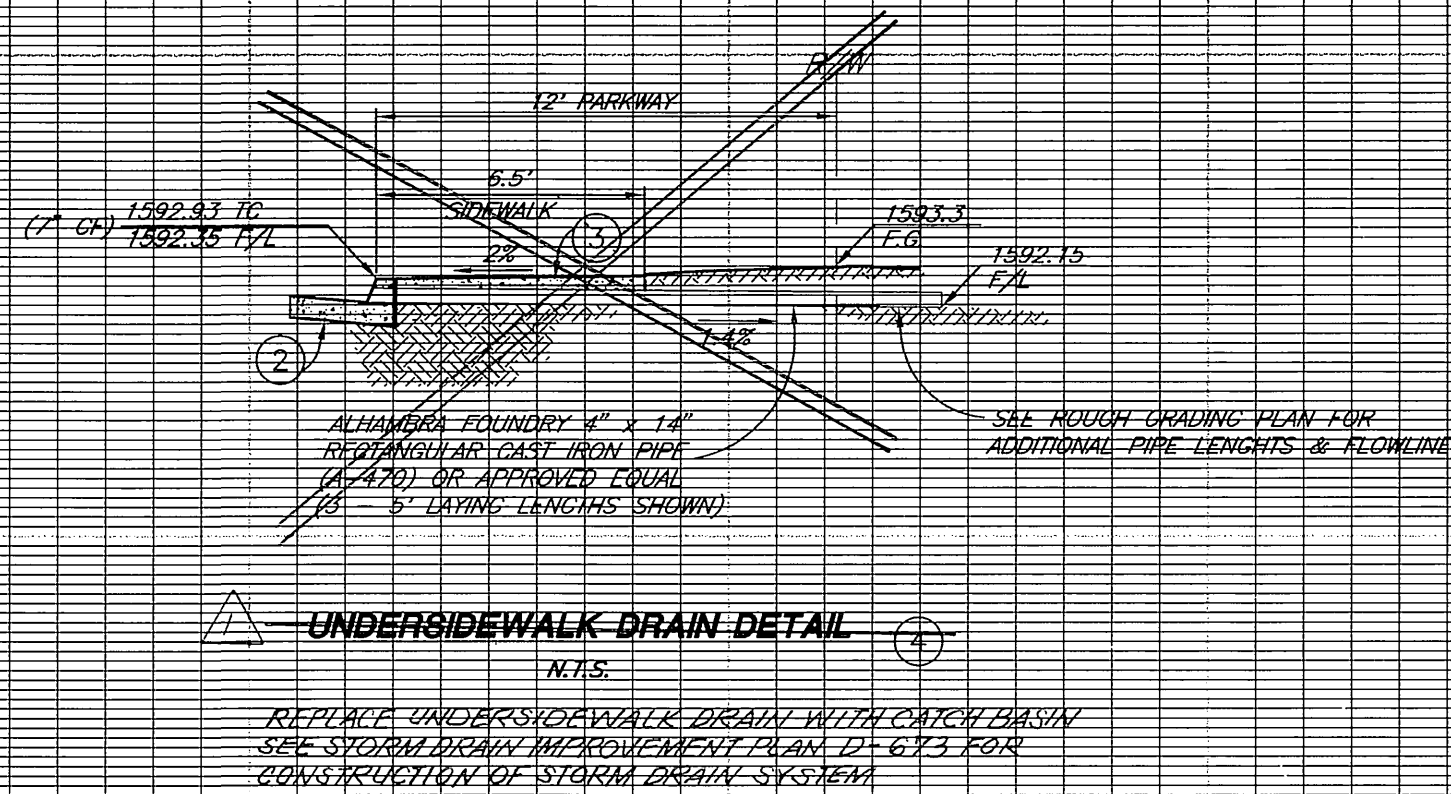 R/W
12' PARKWAY
6.5'
SIDEWALK
(7" CF) 1592.93 TC
1592.35 F/L
2%
3
1593.3
F.G
1592.15
F/L
2
1.4%
ALHAMBRA FOUNDRY 4" x 14"
RECTANGULAR CAST IRON PIPE
(A-470) OR APPROVED EQUAL
(3 - 5' LAYING LENGTHS SHOWN)
SEE ROUGH GRADING PLAN FOR
ADDITIONAL PIPE LENGHTS & FLOWLINE
1
UNDERSIDEWALK DRAIN DETAIL
4
N.T.S.
REPLACE UNDERSIDEWALK DRAIN WITH CATCH BASIN
SEE STORM DRAIN IMPROVEMENT PLAN D-673 FOR
CONSTRUCTION OF STORM DRAIN SYSTEM